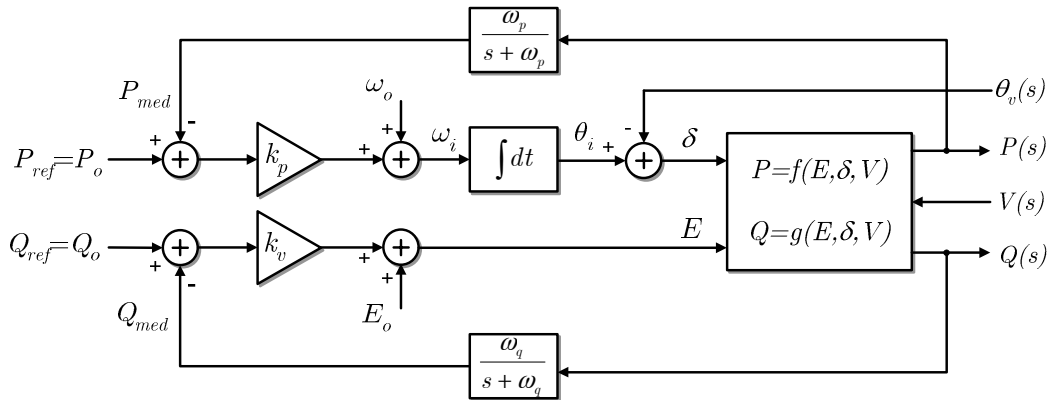 ω_p
s + ω_p
P_med
ω_o
θ_v(s)
-
+
+
+
ω_i
θ_i
-
+
δ
P_ref=P_o
k_p
∫dt
P=f(E,δ,V)
P(s)
V(s)
Q_ref=Q_o
k_v
E
Q=g(E,δ,V)
Q(s)
+
-
+
+
Q_med
E_o
ω_q
s + ω_q